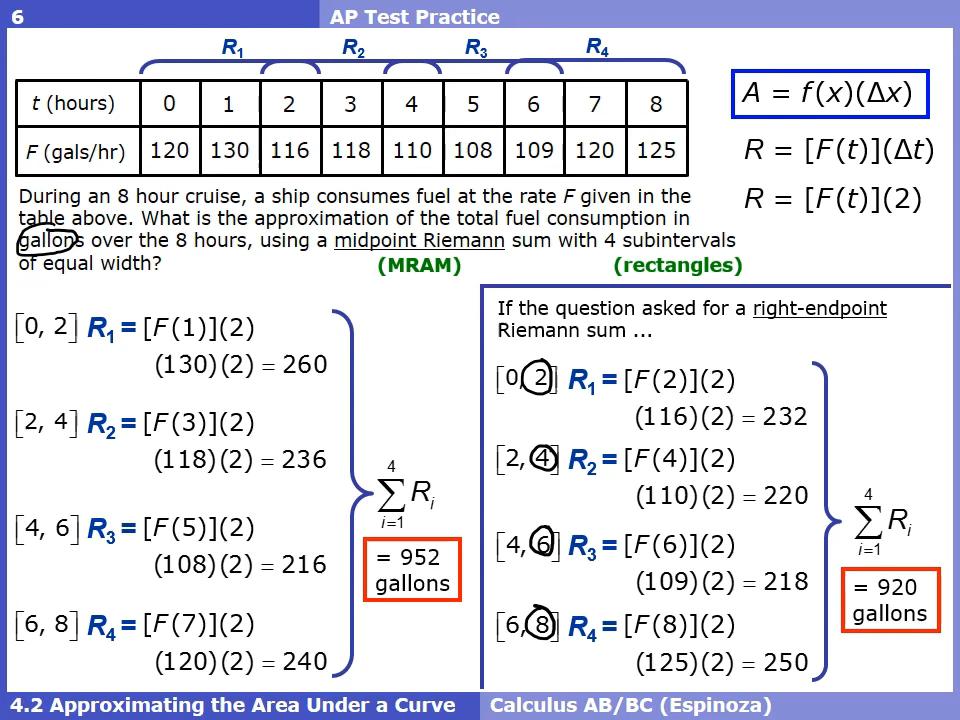 6 AP Test Practice
R1 R2 R3 R4
t (hours) 0 1 2 3 4 5 6 7 8
F (gals/hr) 120 130 116 118 110 108 109 120 125
A = f(x)(Δx)
R = [F(t)](Δt)
R = [F(t)](2)
During an 8 hour cruise, a ship consumes fuel at the rate F given in the
table above. What is the approximation of the total fuel consumption in
gallons over the 8 hours, using a midpoint Riemann sum with 4 subintervals
of equal width?
(MRAM) (rectangles)
[0, 2] R1 = [F(1)](2)
(130)(2) = 260
[2, 4] R2 = [F(3)](2)
(118)(2) = 236
[4, 6] R3 = [F(5)](2)
(108)(2) = 216
[6, 8] R4 = [F(7)](2)
(120)(2) = 240
4
∑ Ri
i=1
= 952
gallons
If the question asked for a right-endpoint
Riemann sum ...
[0, 2] R1 = [F(2)](2)
(116)(2) = 232
[2, 4] R2 = [F(4)](2)
(110)(2) = 220
[4, 6] R3 = [F(6)](2)
(109)(2) = 218
[6, 8] R4 = [F(8)](2)
(125)(2) = 250
4
∑ Ri
i=1
= 920
gallons
4.2 Approximating the Area Under a Curve Calculus AB/BC (Espinoza)